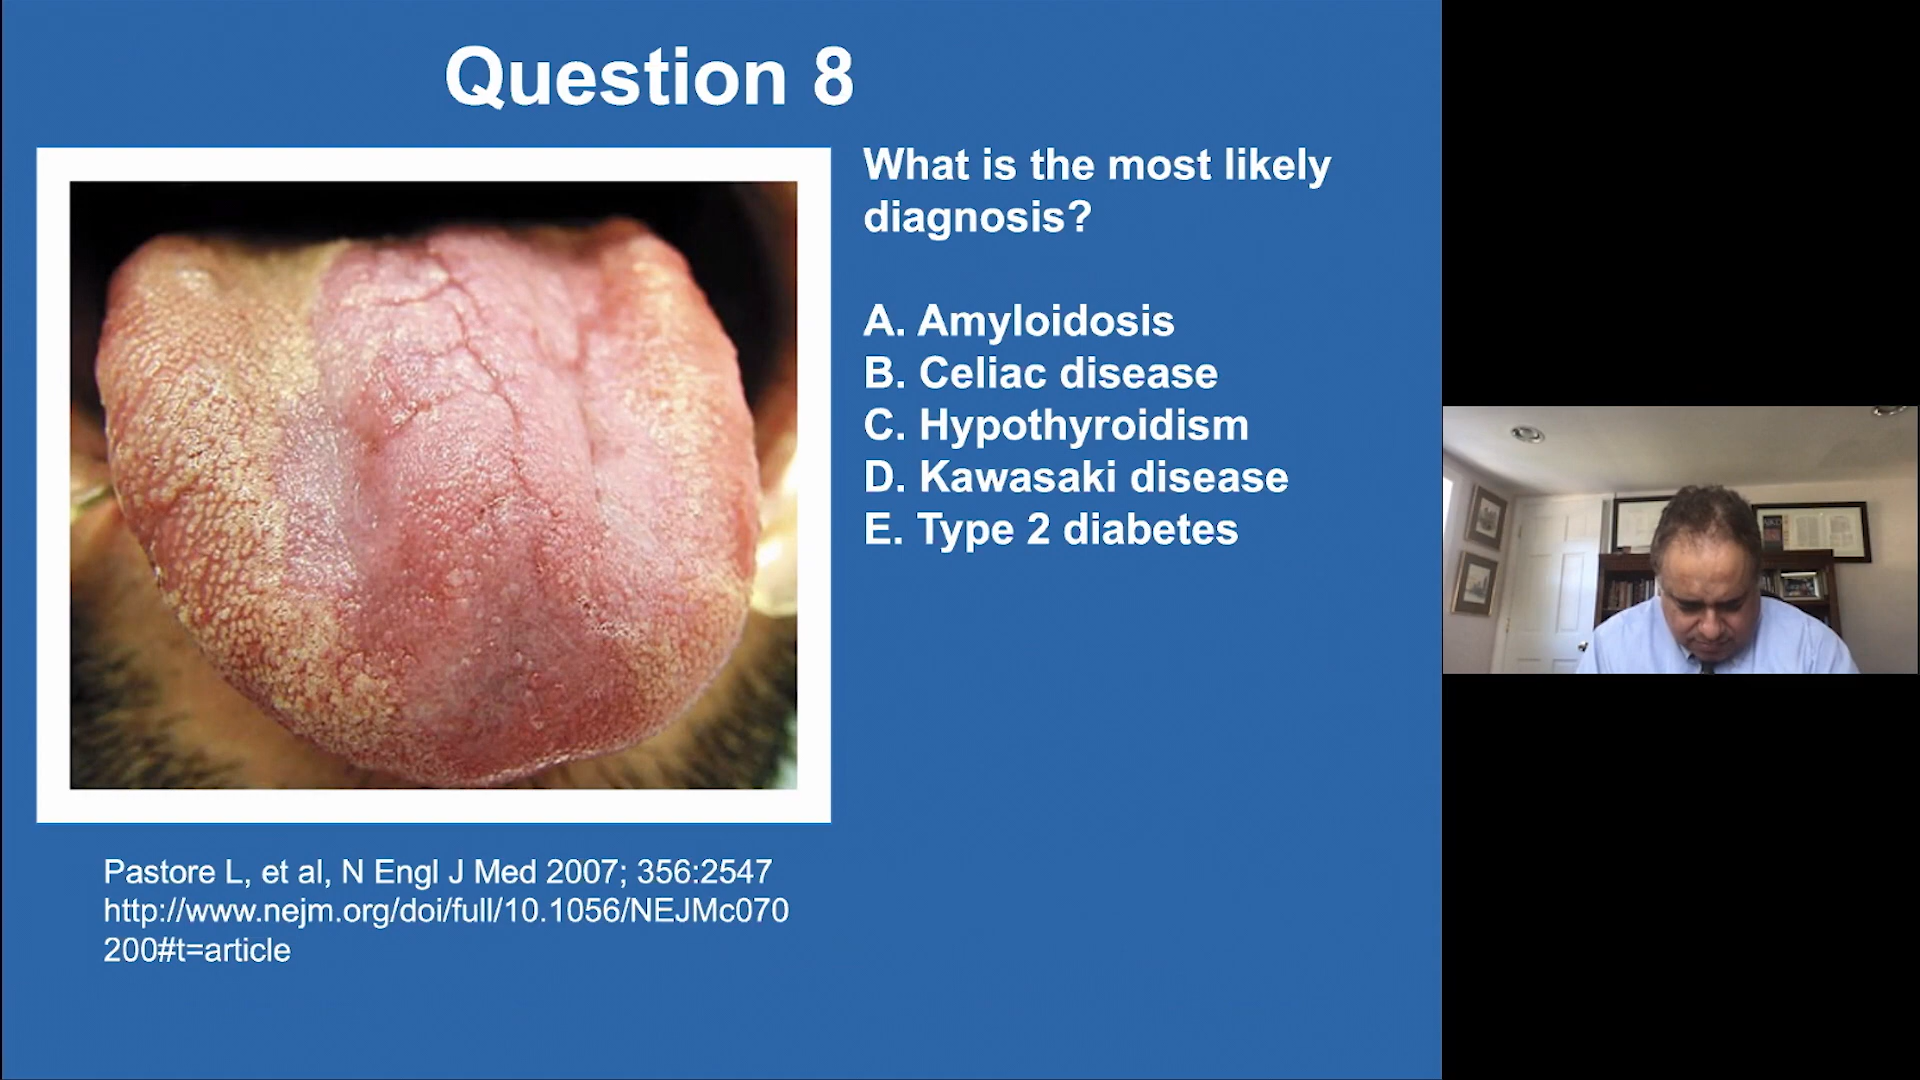 Question 8
What is the most likely
diagnosis?
A. Amyloidosis
B. Celiac disease
C. Hypothyroidism
D. Kawasaki disease
E. Type 2 diabetes
Pastore L, et al, N Engl J Med 2007; 356:2547
http://www.nejm.org/doi/full/10.1056/NEJMc070
200#t=article